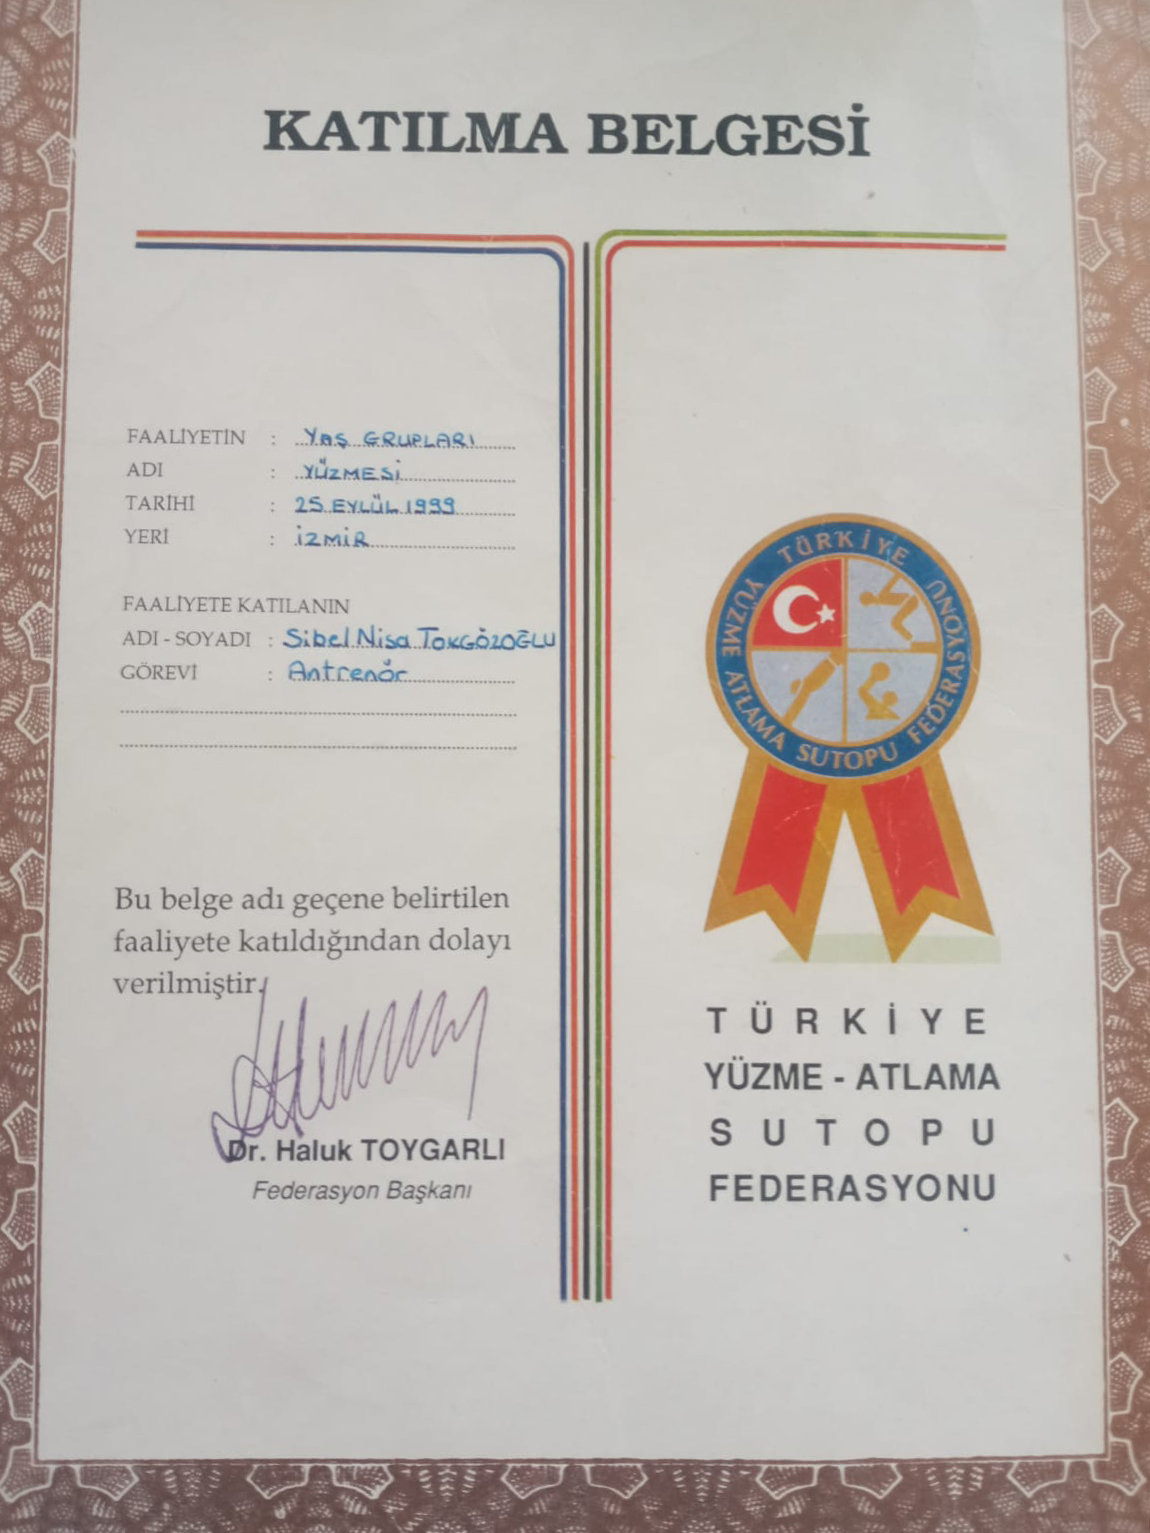 KATILMA BELGESİ
FAALİYETİN : YAŞ GRUPLARI
ADI : YÜZMESİ
TARİHİ : 25 EYLÜL 1999
YERİ : İZMİR
FAALİYETE KATILANIN
ADI - SOYADI : Sibel Nisa TOKGÖZOĞLU
GÖREVİ : Antrenör
Bu belge adı geçene belirtilen
faaliyete katıldığından dolayı
verilmiştir.
Dr. Haluk TOYGARLI
Federasyon Başkanı
TÜRKİYE YÜZME ATLAMA SUTOPU FEDERASYONU
TÜRKİYE
YÜZME - ATLAMA
SUTOPU
FEDERASYONU